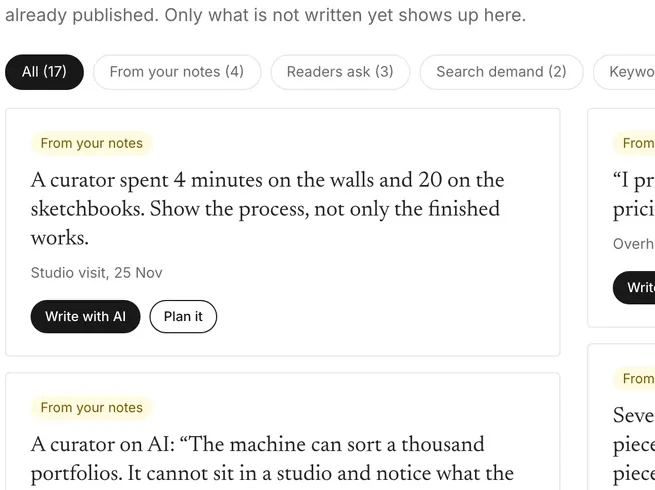 already published. Only what is not written yet shows up here.
All (17)
From your notes (4)
Readers ask (3)
Search demand (2)
From your notes
A curator spent 4 minutes on the walls and 20 on the
sketchbooks. Show the process, not only the finished
works.
Studio visit, 25 Nov
Write with AI
Plan it
From your notes
A curator on AI: “The machine can sort a thousand
portfolios. It cannot sit in a studio and notice what the
From
“I pr